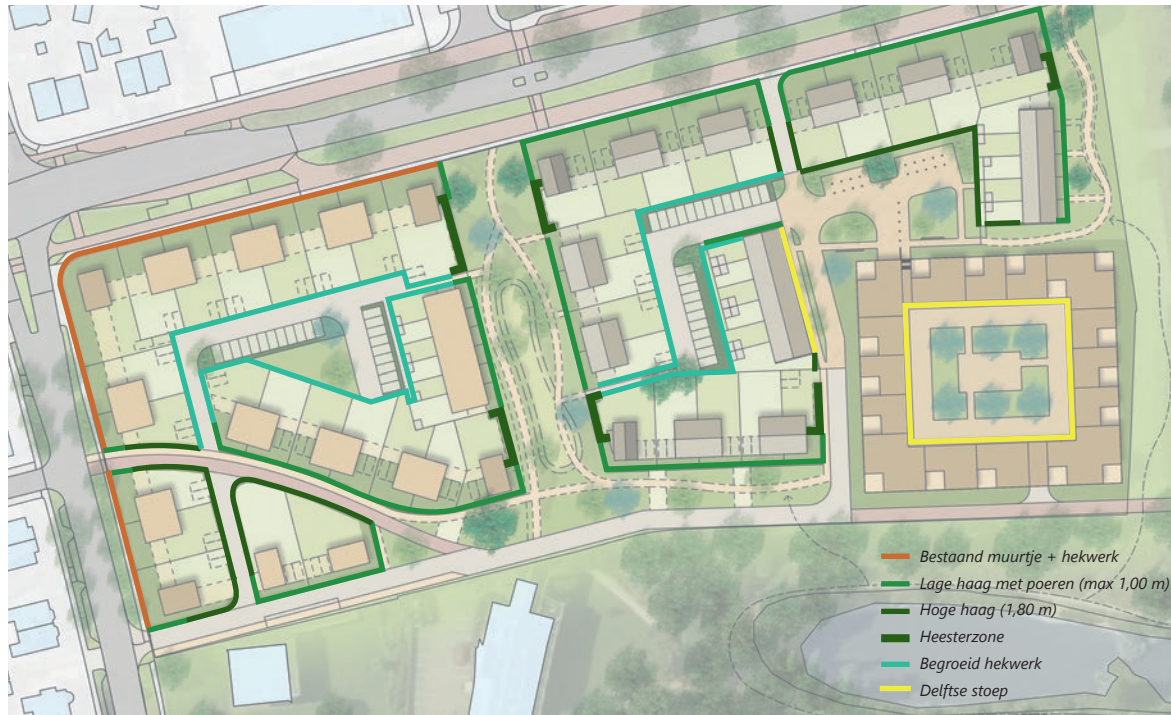 Bestaand muurtje + hekwerk
Lage haag met poeren (max 1,00 m)
Hoge haag (1,80 m)
Heesterzone
Begroeid hekwerk
Delftse stoep